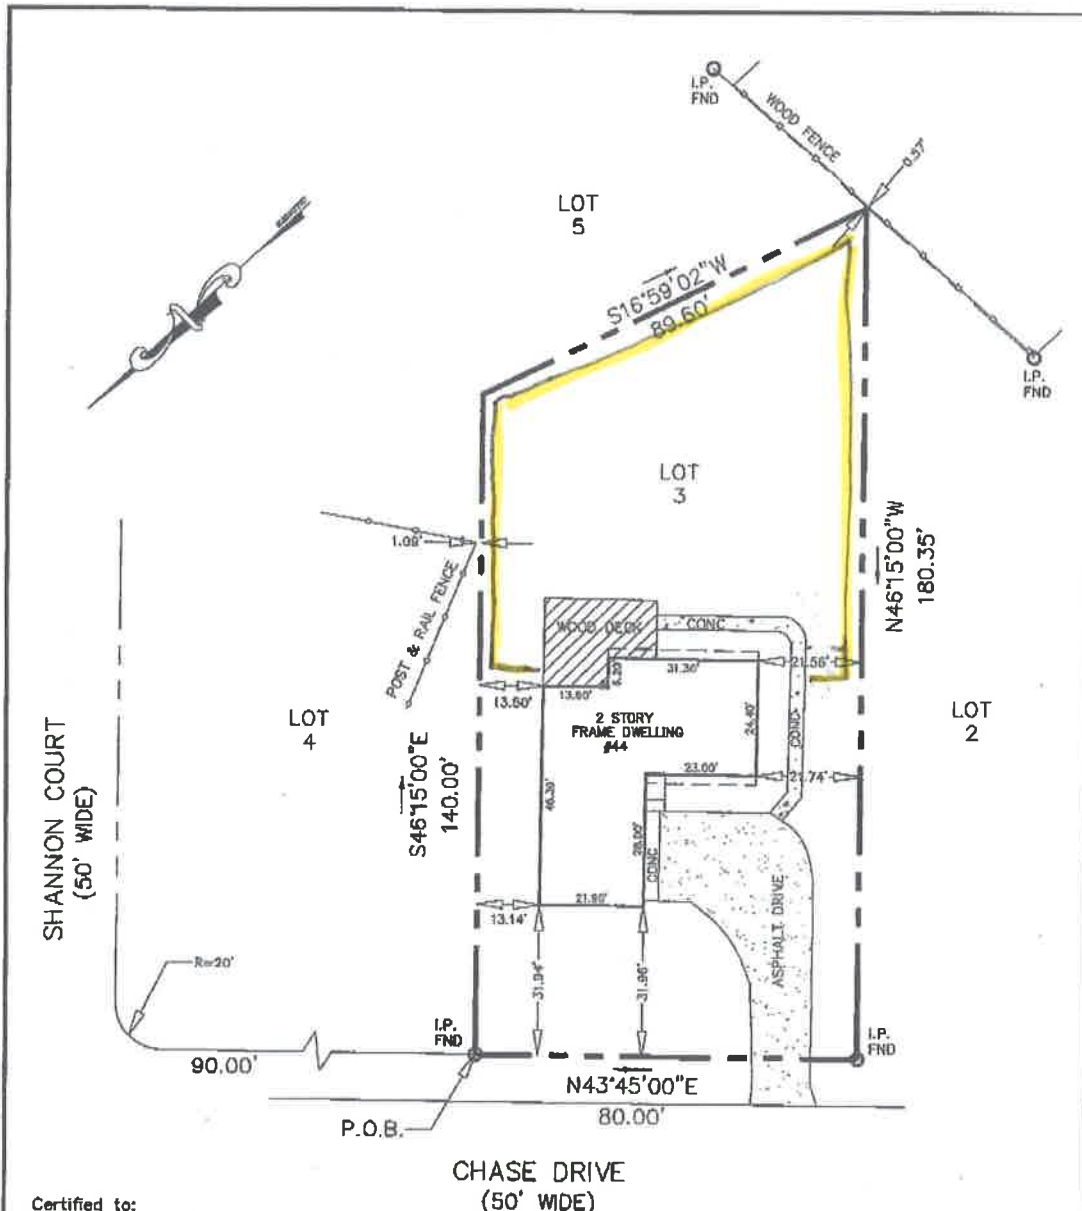 I.P.
FND
WOOD FENCE
0.57'
LOT
5
S16°59'02"W
89.60'
I.P.
FND
LOT
3
1.09'
POST & RAIL FENCE
N46°15'00"W
180.35'
WOOD DECK
CONC
6.20'
31.30'
21.56'
13.60'
13.60'
2 STORY
FRAME DWELLING
#44
24.40'
CONC
LOT
4
LOT
2
SHANNON COURT
(50' WIDE)
S46°15'00"E
140.00'
23.00'
21.74'
46.30'
28.00'
CONC
21.90'
13.14'
ASPHALT DRIVE
R=20'
31.94'
31.96'
I.P.
FND
I.P.
FND
90.00'
N43°45'00"E
80.00'
P.O.B.
CHASE DRIVE
(50' WIDE)
Certified to: